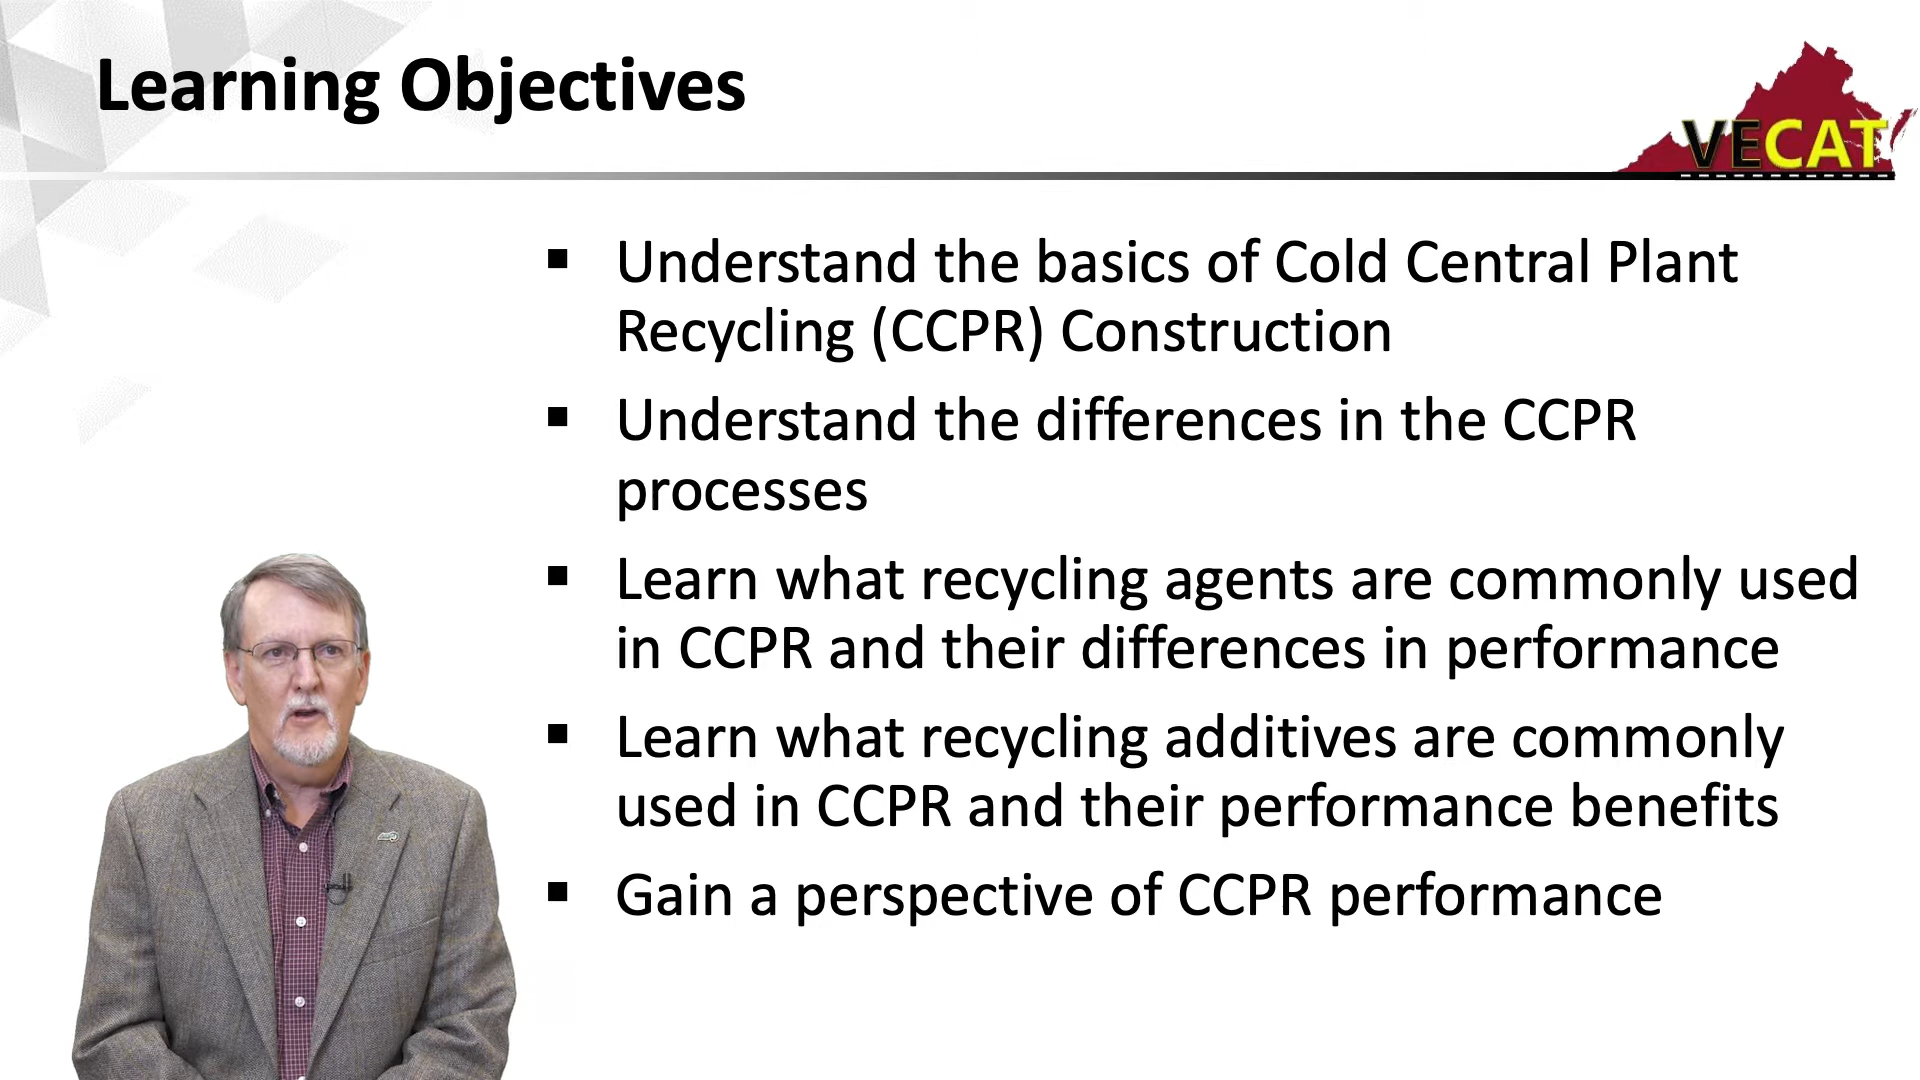 Learning Objectives
VECAT
▪ Understand the basics of Cold Central Plant
Recycling (CCPR) Construction
▪ Understand the differences in the CCPR
processes
▪ Learn what recycling agents are commonly used
in CCPR and their differences in performance
▪ Learn what recycling additives are commonly
used in CCPR and their performance benefits
▪ Gain a perspective of CCPR performance